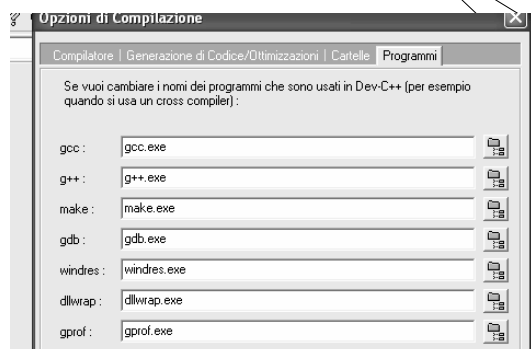 Opzioni di Compilazione
Compilatore | Generazione di Codice/Ottimizzazioni | Cartelle Programmi
Se vuoi cambiare i nomi dei programmi che sono usati in Dev-C++ (per esempio
quando si usa un cross compiler) :
gcc : gcc.exe
g++ : g++.exe
make : make.exe
gdb : gdb.exe
windres : windres.exe
dllwrap : dllwrap.exe
gprof : gprof.exe